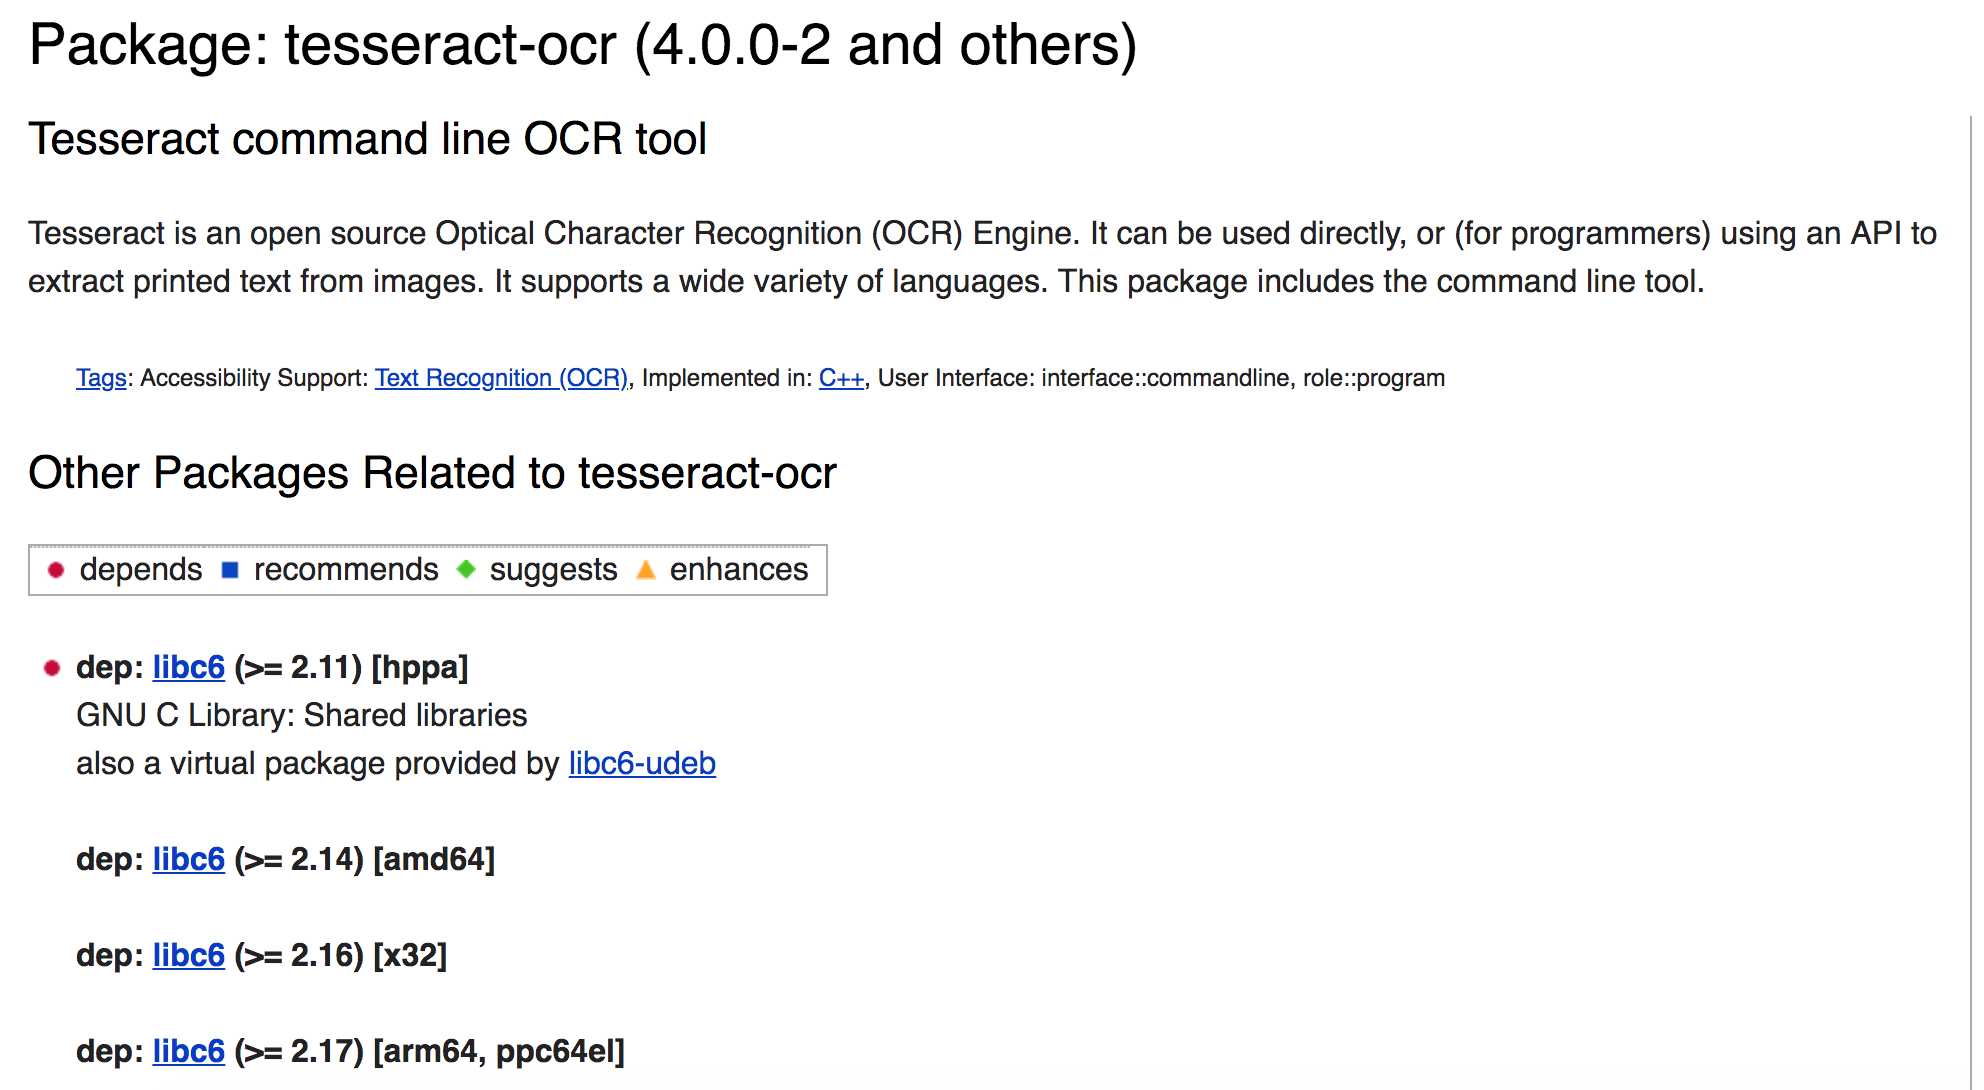 Package: tesseract-ocr (4.0.0-2 and others)
Tesseract command line OCR tool
Tesseract is an open source Optical Character Recognition (OCR) Engine. It can be used directly, or (for programmers) using an API to
extract printed text from images. It supports a wide variety of languages. This package includes the command line tool.
Tags: Accessibility Support: Text Recognition (OCR), Implemented in: C++, User Interface: interface::commandline, role::program
Other Packages Related to tesseract-ocr
depends recommends suggests enhances
dep: libc6 (>= 2.11) [hppa]
GNU C Library: Shared libraries
also a virtual package provided by libc6-udeb
dep: libc6 (>= 2.14) [amd64]
dep: libc6 (>= 2.16) [x32]
dep: libc6 (>= 2.17) [arm64, ppc64el]